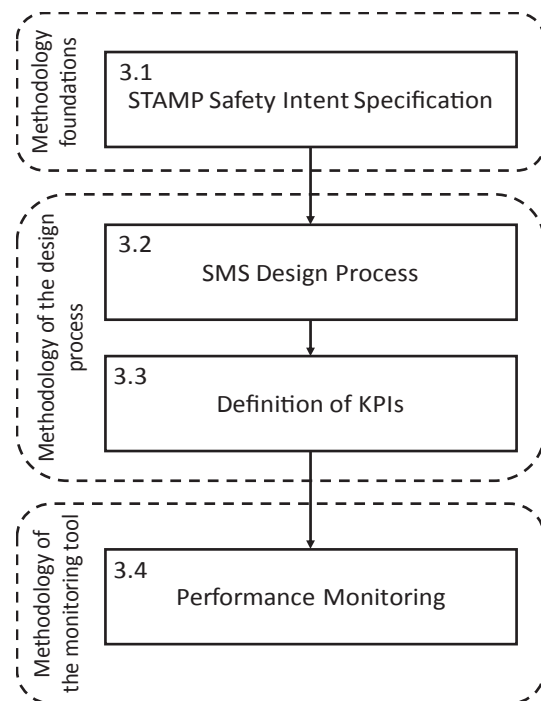 Methodology
foundations
3.1
STAMP Safety Intent Specification
Methodology of the design
process
3.2
SMS Design Process
3.3
Definition of KPIs
Methodology of
the monitoring tool
3.4
Performance Monitoring